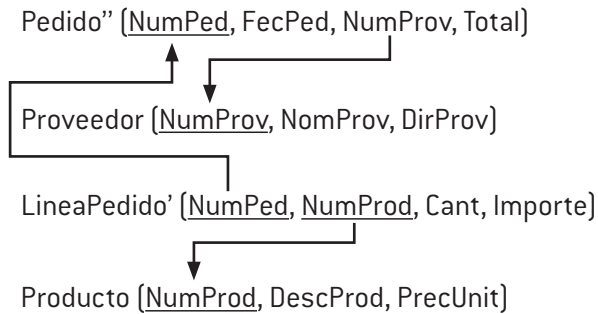 Pedido’’ (NumPed, FecPed, NumProv, Total)
Proveedor (NumProv, NomProv, DirProv)
LineaPedido’ (NumPed, NumProd, Cant, Importe)
Producto (NumProd, DescProd, PrecUnit)